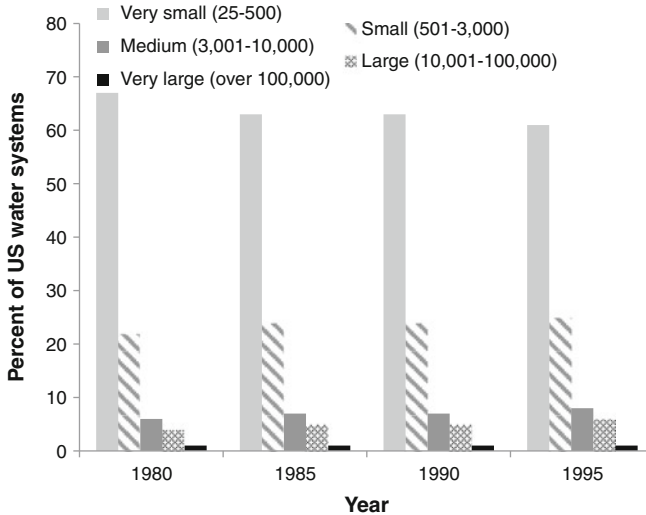 Very small (25-500)
Small (501-3,000)
Medium (3,001-10,000)
Large (10,001-100,000)
Very large (over 100,000)
Percent of US water systems
80
70
60
50
40
30
20
10
0
1980 1985 1990 1995
Year